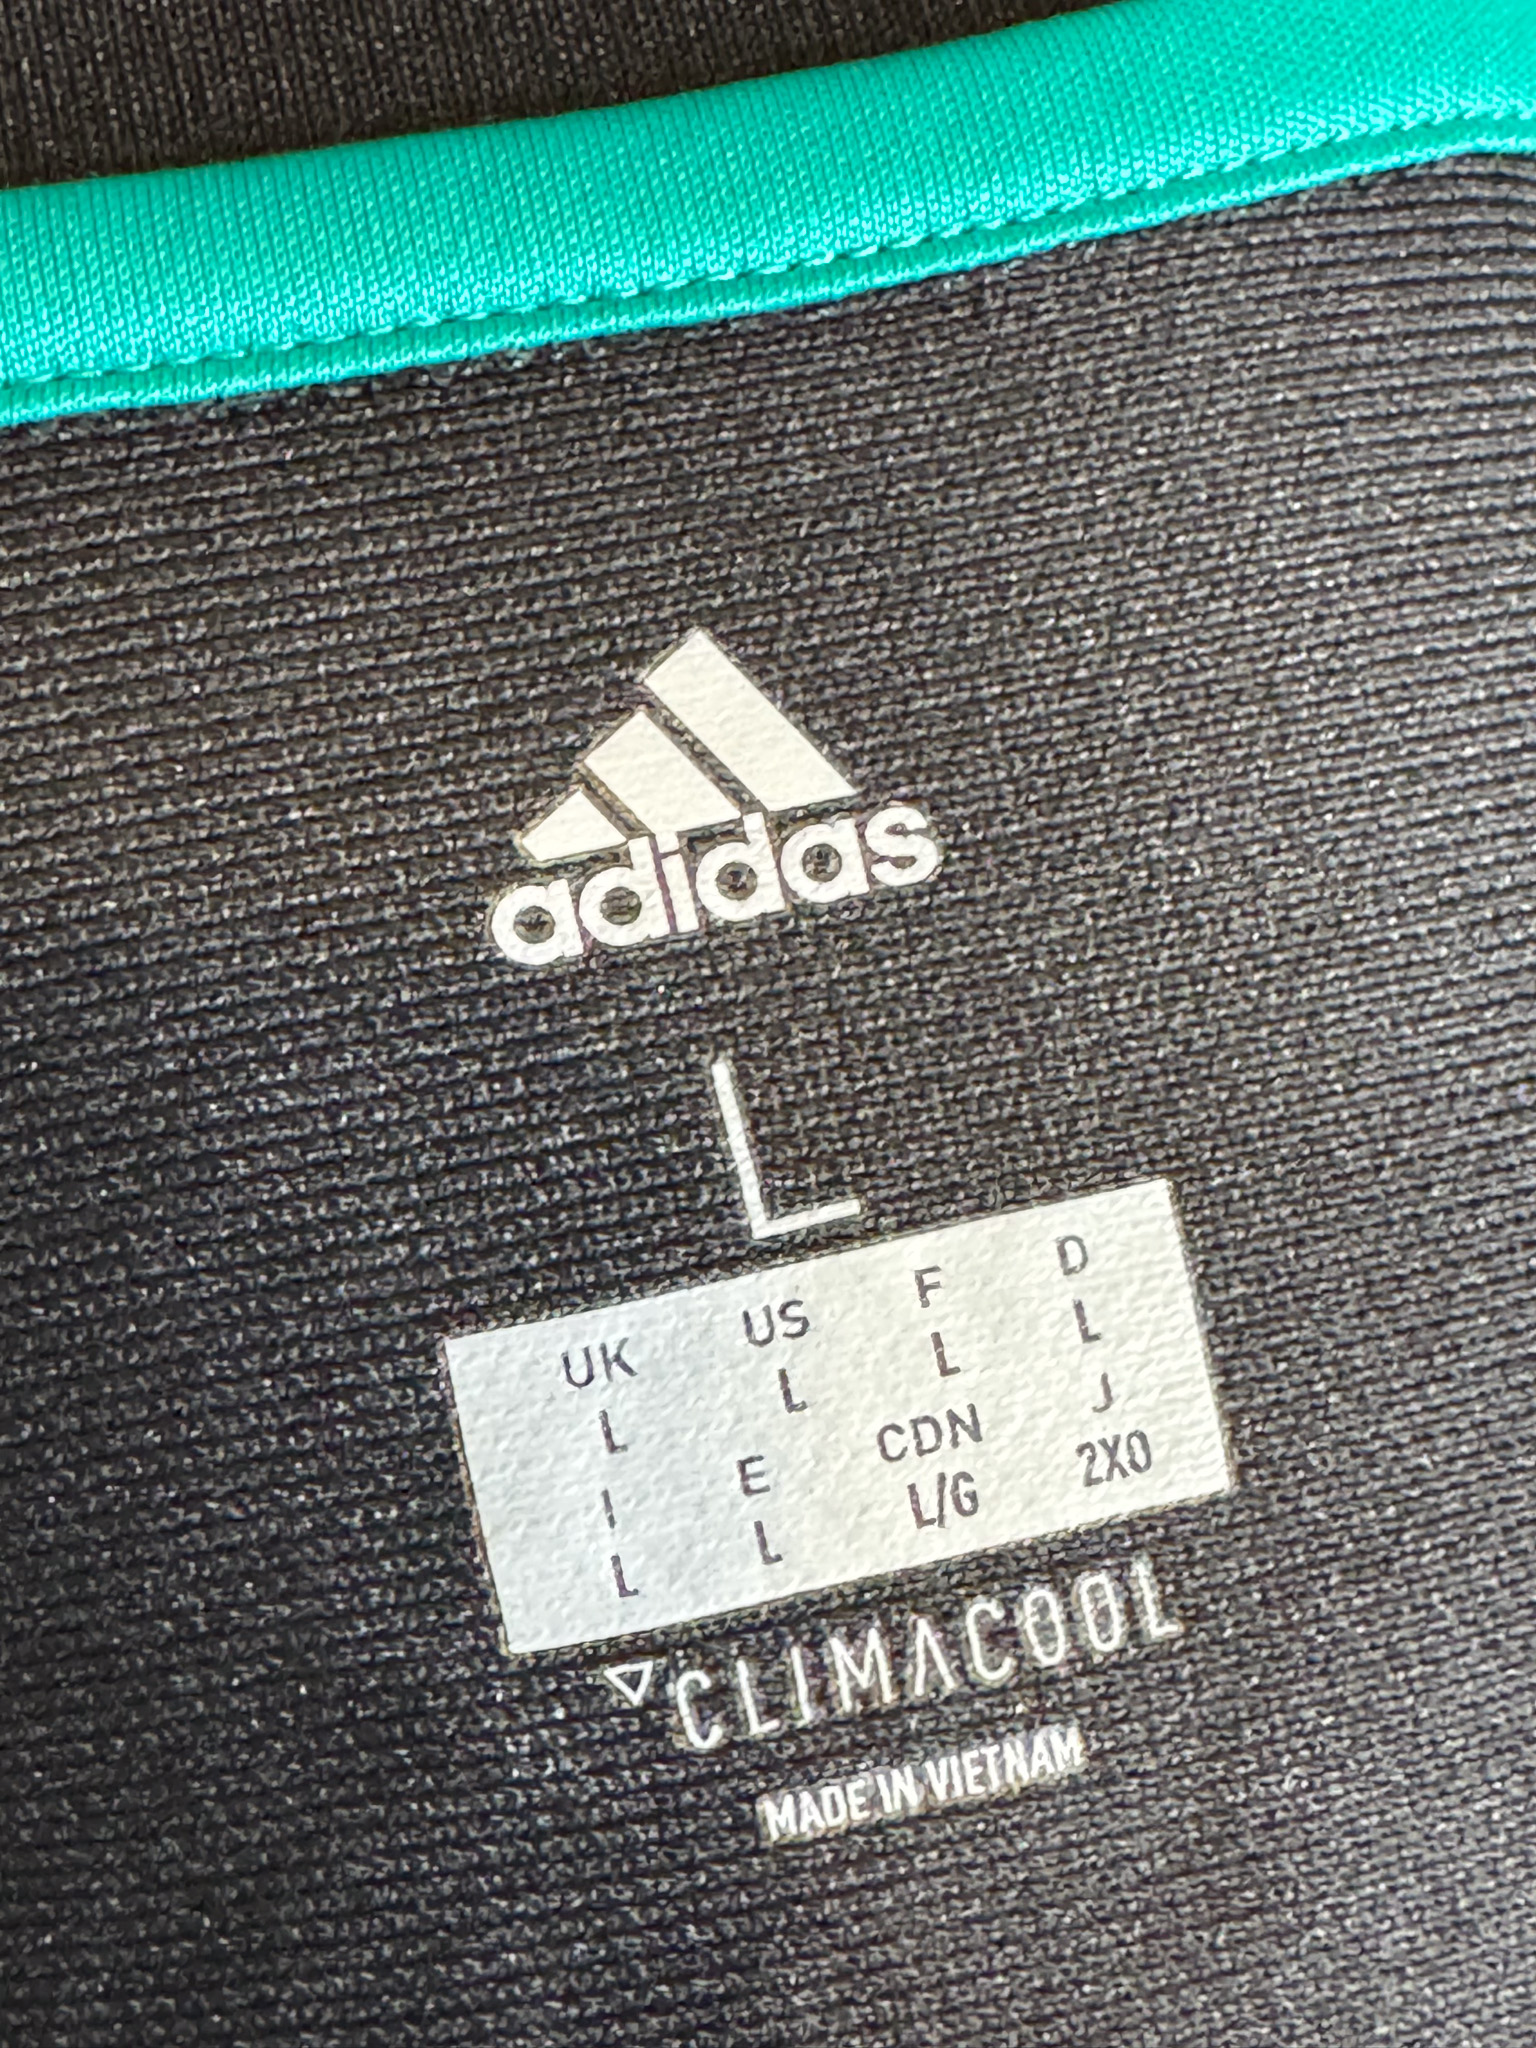 adidas
L
UK US F D
L L L L
I E CDN J
L L L/G 2XO
CLIMACOOL
MADE IN VIETNAM